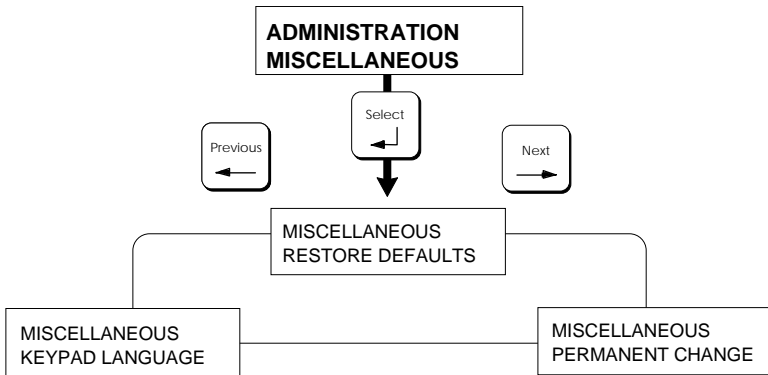 ADMINISTRATION
MISCELLANEOUS
Select
Previous
Next
MISCELLANEOUS
RESTORE DEFAULTS
MISCELLANEOUS
KEYPAD LANGUAGE
MISCELLANEOUS
PERMANENT CHANGE